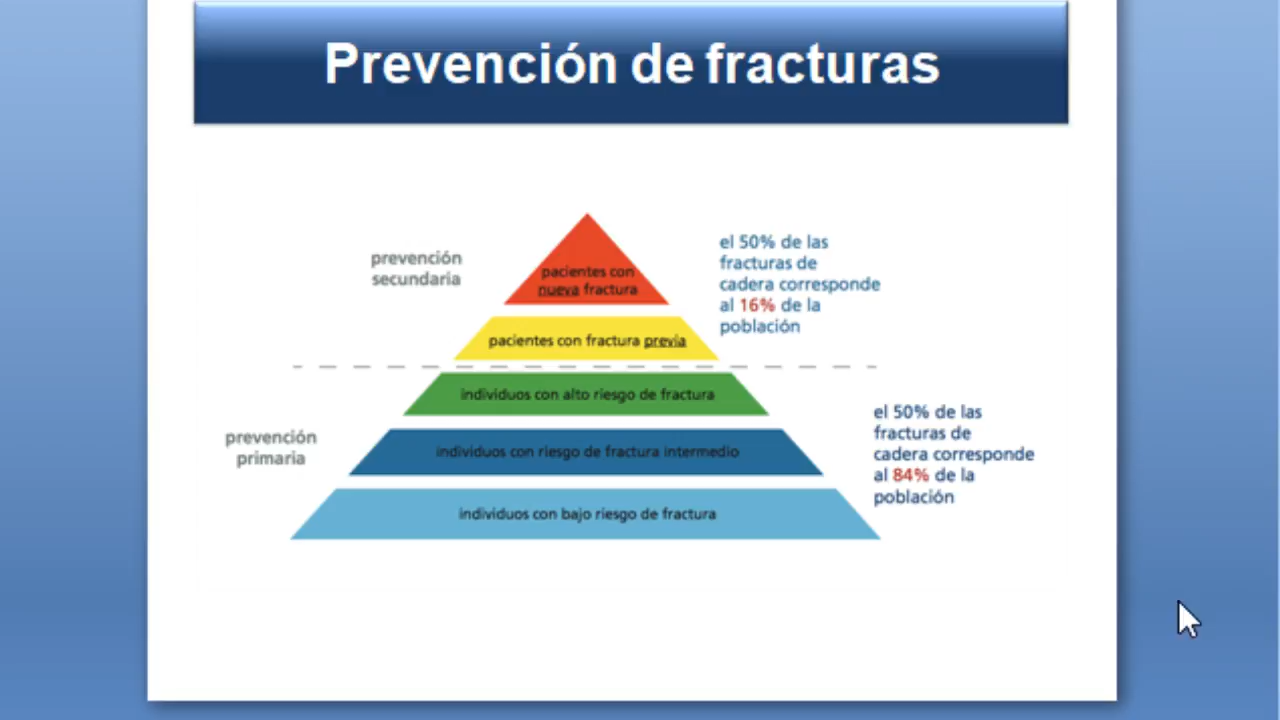 Prevención de fracturas
prevención
secundaria
pacientes con
nueva fractura
pacientes con fractura previa
el 50% de las
fracturas de
cadera corresponde
al 16% de la
población
individuos con alto riesgo de fractura
prevención
primaria
individuos con riesgo de fractura intermedio
individuos con bajo riesgo de fractura
el 50% de las
fracturas de
cadera corresponde
al 84% de la
población